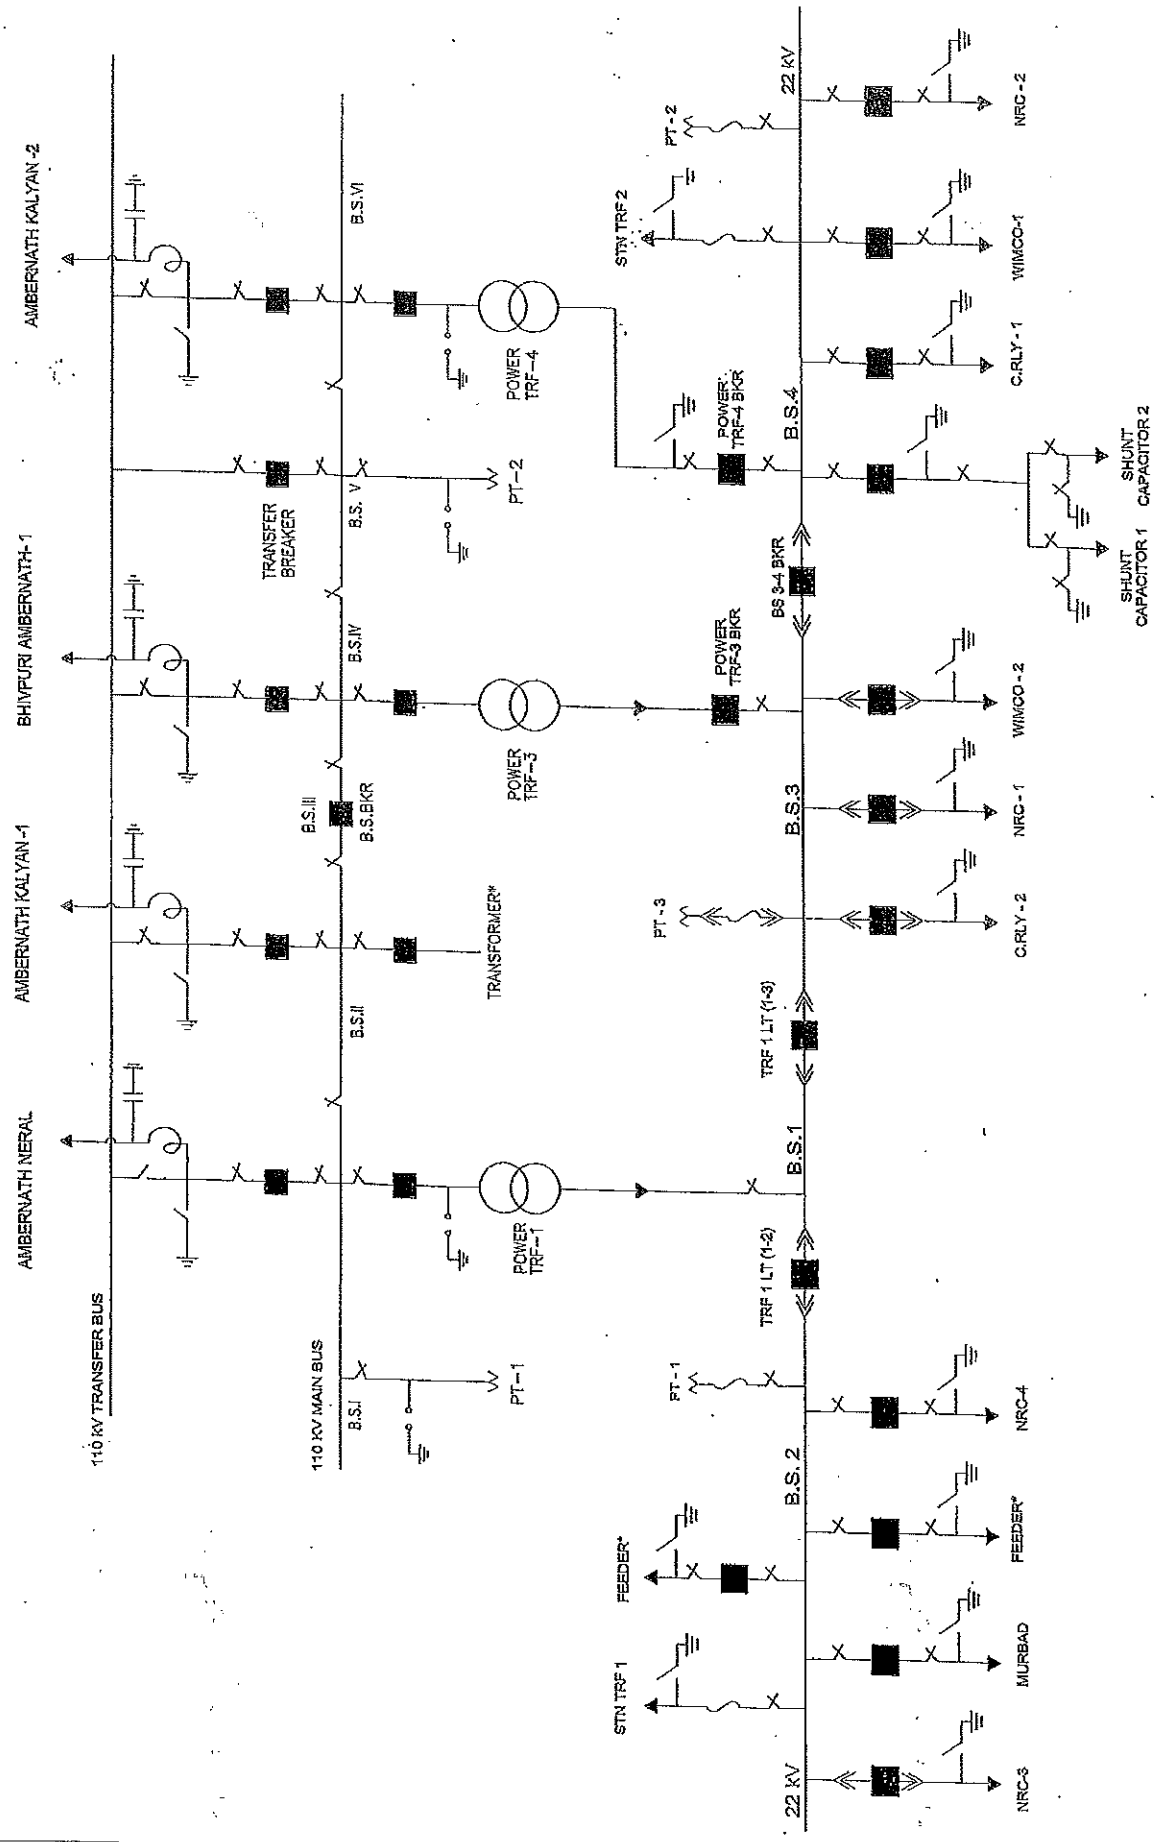 AMBERNATH NERAL
AMBERNATH KALYAN -1
BHIVPURI AMBERNATH- 1
AMBERNATH KALYAN -2
110 KV TRANSFER BUS
TRANSFER
BREAKER
110 KV MAIN BUS
B.S.I
B.S.II
B.S.III
B.S.BKR
B.S.IV
B.S. V
B.S.VI
PT-1
POWER
TRF-1
TRANSFORMER*
POWER
TRF-3
PT-2
POWER
TRF-4
STN TRF 1
FEEDER*
PT-1
TRF 1 LT (1-2)
TRF 1 LT (1-3)
PT-3
POWER
TRF-3 BKR
BS 3-4 BKR
POWER
TRF-4 BKR
STN TRF 2
PT-2
22 KV
B.S. 2
B.S.1
B.S.3
B.S.4
22 KV
NRC-3
MURBAD
FEEDER*
NRC-4
C.RLY-2
NRC-1
WIMCO-2
SHUNT
CAPACITOR 1
SHUNT
CAPACITOR 2
C.RLY-1
WIMCO-1
NRC-2